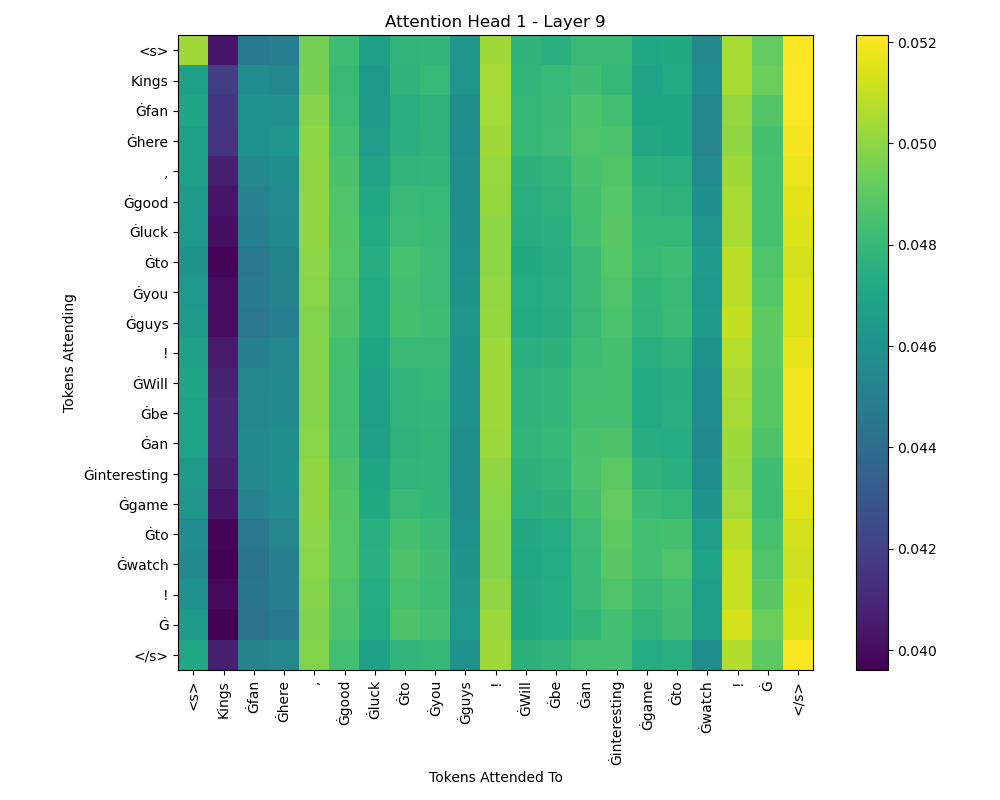 Attention Head 1 - Layer 9
Tokens Attending
<s>
Kings
Ġfan
Ġhere
,
Ġgood
Ġluck
Ġto
Ġyou
Ġguys
!
ĠWill
Ġbe
Ġan
Ġinteresting
Ġgame
Ġto
Ġwatch
!
Ġ
</s>
<s>
Kings
Ġfan
Ġhere
,
Ġgood
Ġluck
Ġto
Ġyou
Ġguys
!
ĠWill
Ġbe
Ġan
Ġinteresting
Ġgame
Ġto
Ġwatch
!
Ġ
</s>
Tokens Attended To
0.052
0.050
0.048
0.046
0.044
0.042
0.040